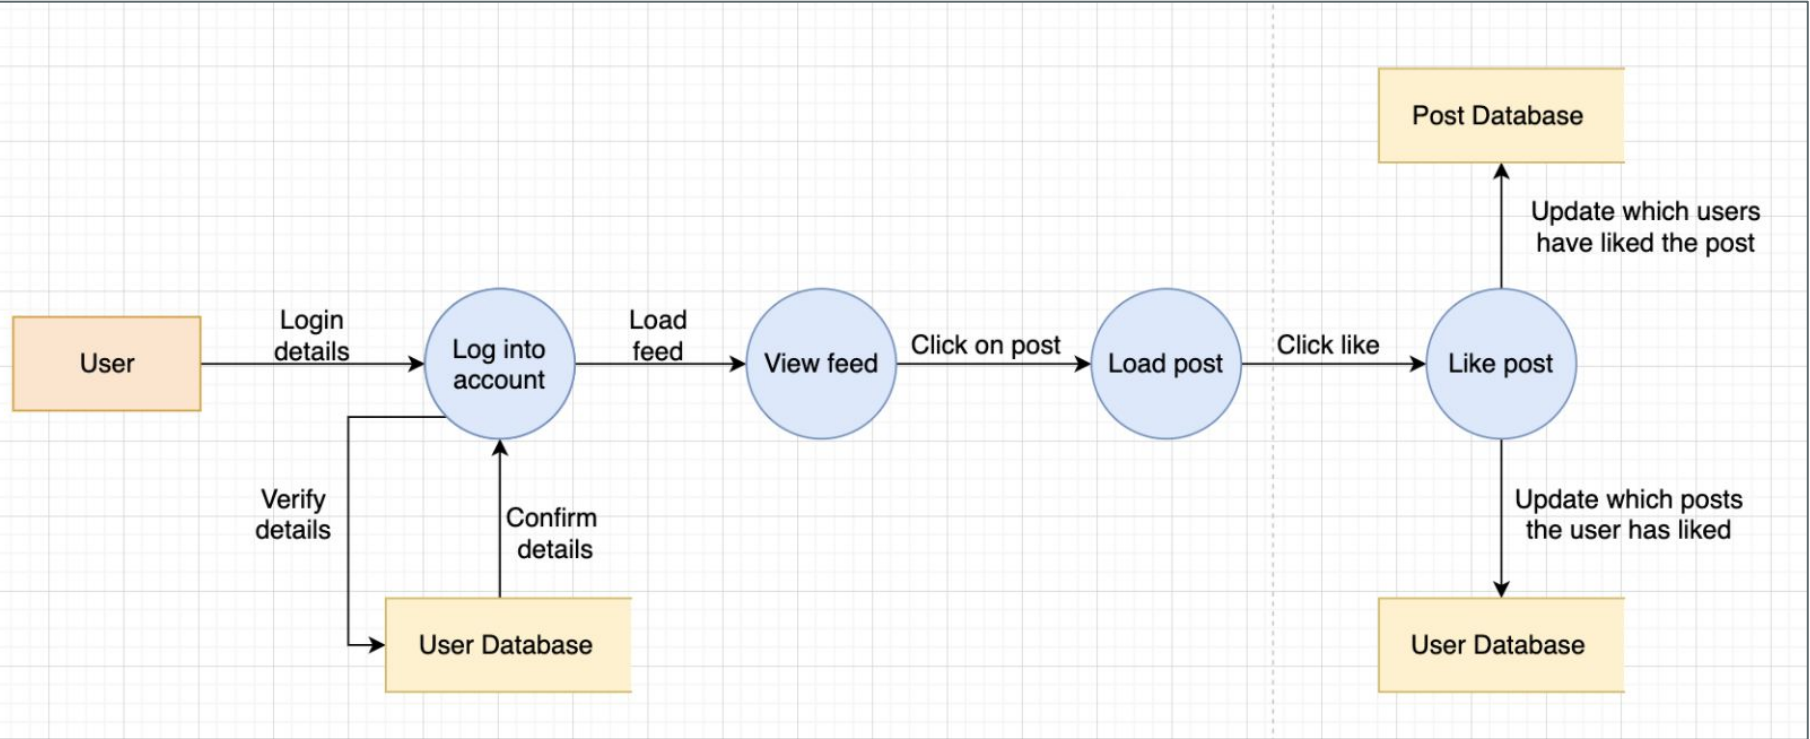 Post Database
Update which users
have liked the post
User
Login
details
Log into
account
Load
feed
View feed
Click on post
Load post
Click like
Like post
Verify
details
Confirm
details
Update which posts
the user has liked
User Database
User Database